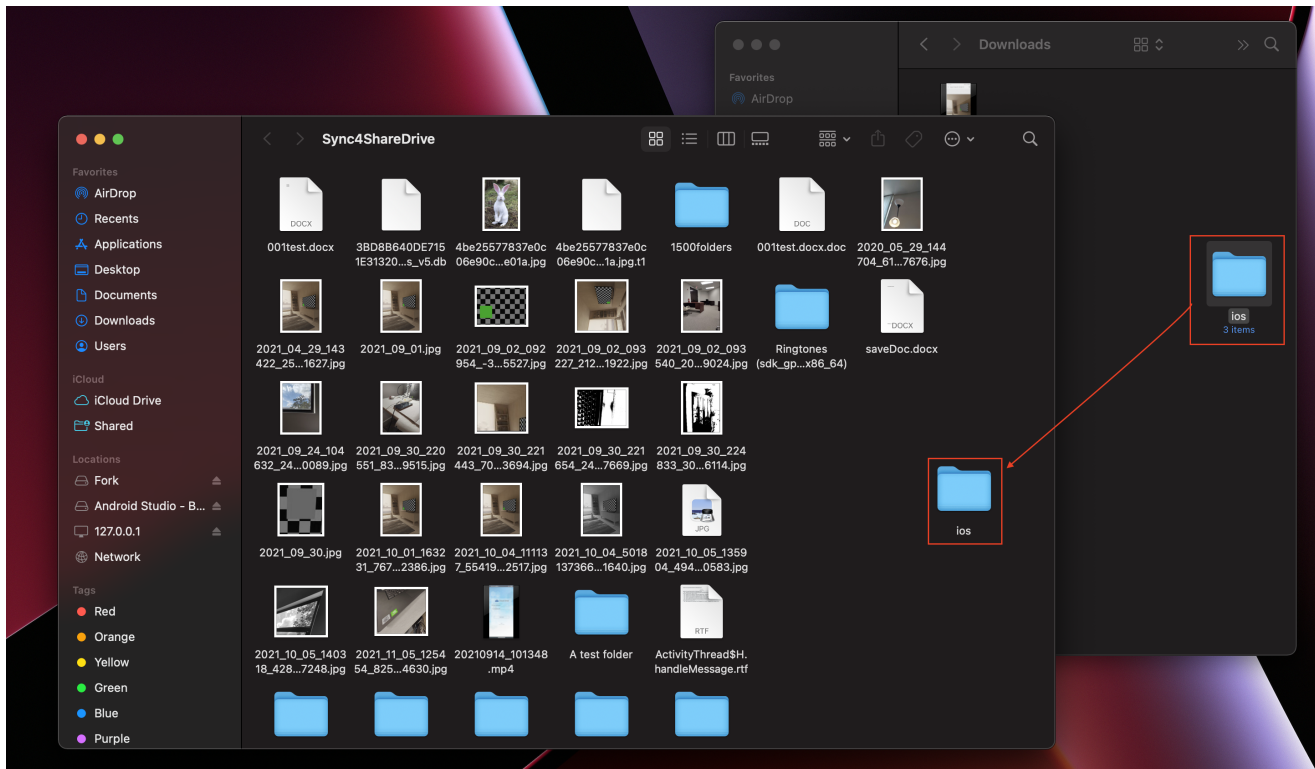 Downloads
Favorites
AirDrop
Sync4ShareDrive
Favorites
AirDrop
Recents
Applications
Desktop
Documents
Downloads
Users
iCloud
iCloud Drive
Shared
Locations
Fork
Android Studio - B...
127.0.0.1
Network
Tags
Red
Orange
Yellow
Green
Blue
Purple
DOCX
DOC
001test.docx
3BD8B640DE715
1E31320...s_v5.db
4be25577837e0c
06e90c...e01a.jpg
4be25577837e0c
06e90c...1a.jpg.t1
1500folders
001test.docx.doc
2020_05_29_144
704_61...7676.jpg
DOCX
2021_04_29_143
422_25...1627.jpg
2021_09_01.jpg
2021_09_02_092
954_-3...5527.jpg
2021_09_02_093
227_212...1922.jpg
2021_09_02_093
540_20...9024.jpg
Ringtones
(sdk_gp...x86_64)
saveDoc.docx
2021_09_24_104
632_24...0089.jpg
2021_09_30_220
551_83...9515.jpg
2021_09_30_221
443_70...3694.jpg
2021_09_30_221
654_24...7669.jpg
2021_09_30_224
833_30...6114.jpg
JPG
2021_09_30.jpg
2021_10_01_1632
31_767...2386.jpg
2021_10_04_11113
7_55419...2517.jpg
2021_10_04_5018
137366...1640.jpg
2021_10_05_1359
04_494...0583.jpg
RTF
2021_10_05_1403
18_428...7248.jpg
2021_11_05_1254
54_825...4630.jpg
20210914_101348
.mp4
A test folder
ActivityThread$H.
handleMessage.rtf
ios
ios
3 items